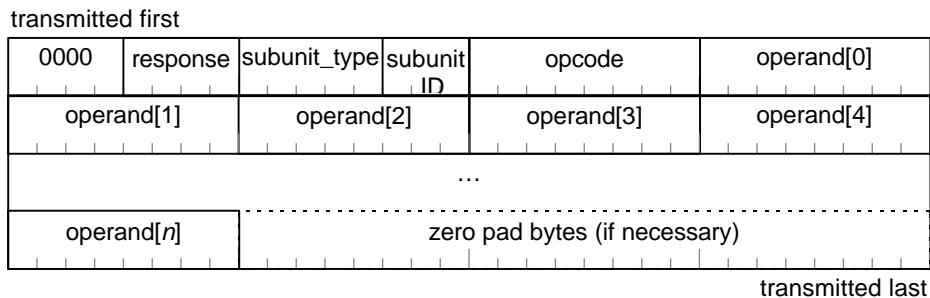 transmitted first
0000 response subunit_type subunit ID opcode operand[0]
operand[1] operand[2] operand[3] operand[4]
…
operand[n] zero pad bytes (if necessary)
transmitted last